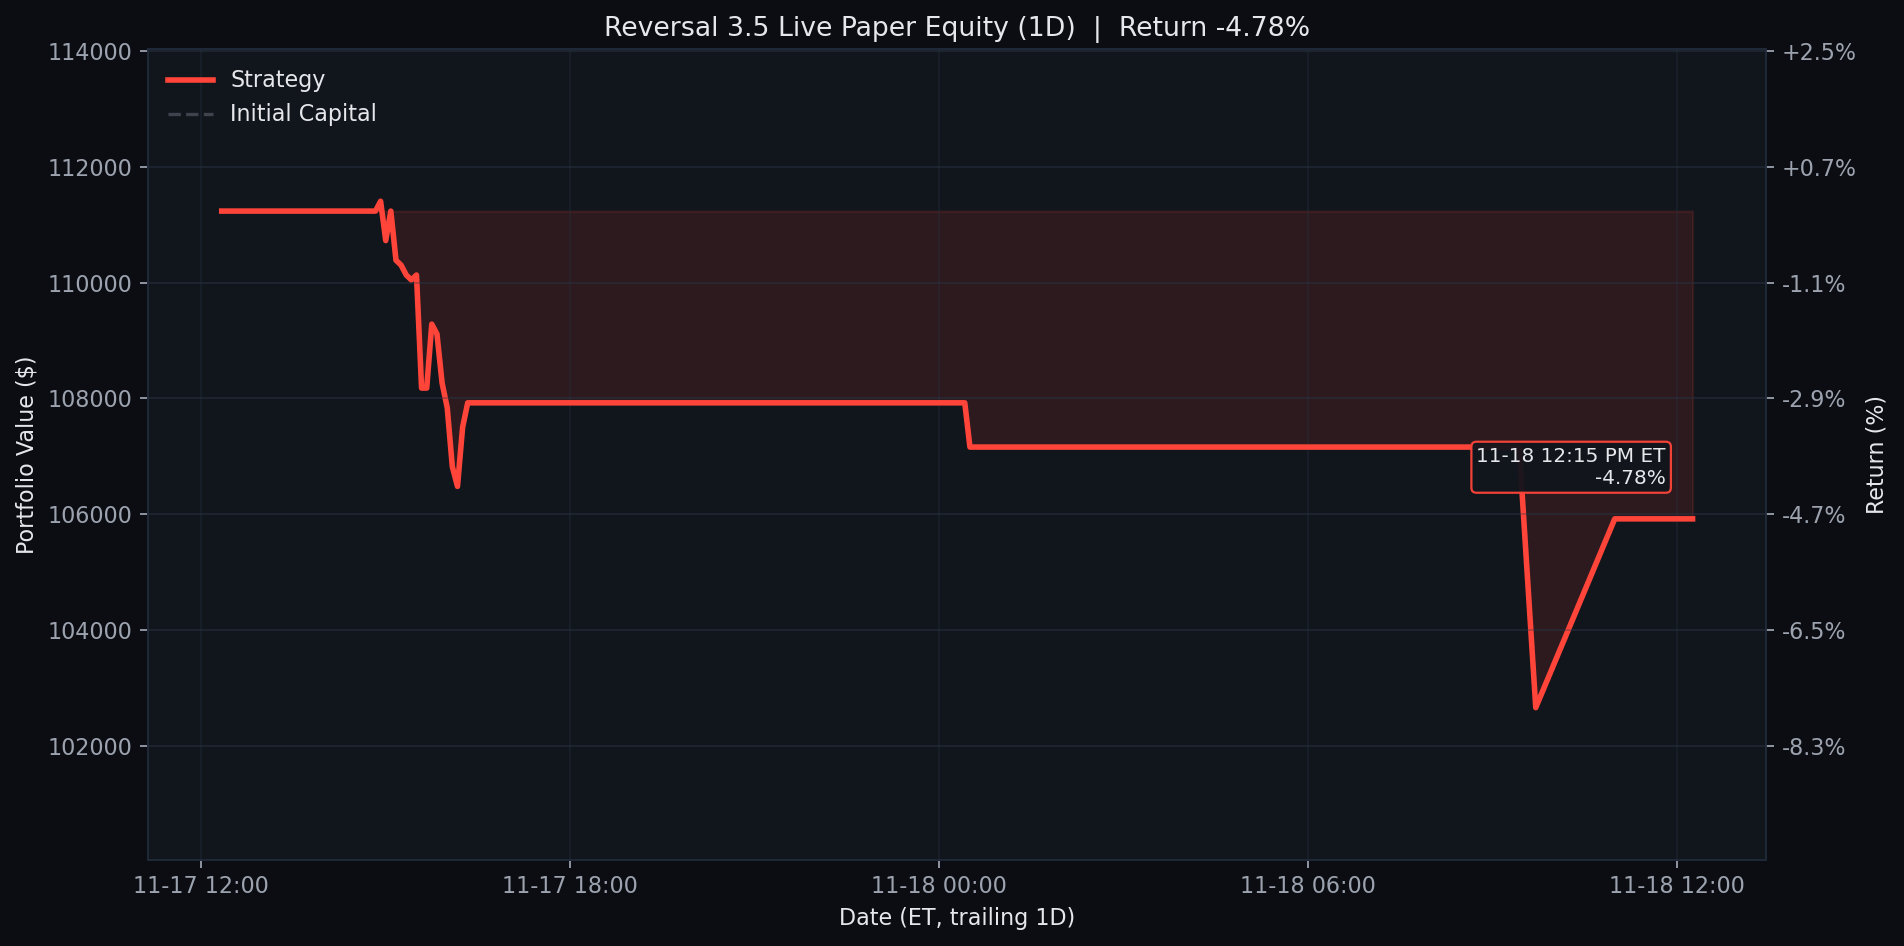 Reversal 3.5 Live Paper Equity (1D) | Return -4.78%
Strategy
Initial Capital
Portfolio Value ($)
114000
112000
110000
108000
106000
104000
102000
+2.5%
+0.7%
-1.1%
-2.9%
-4.7%
-6.5%
-8.3%
Return (%)
11-18 12:15 PM ET
-4.78%
11-17 12:00
11-17 18:00
11-18 00:00
11-18 06:00
11-18 12:00
Date (ET, trailing 1D)